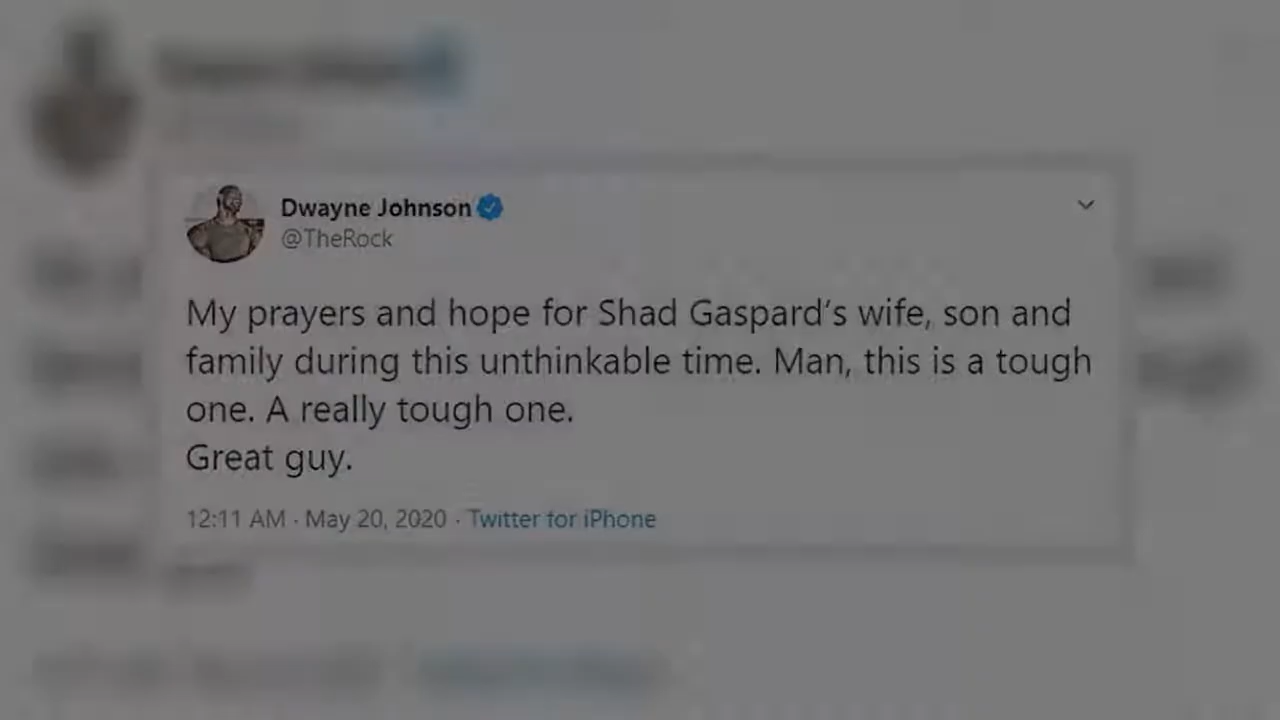 Dwayne Johnson
@TheRock
My prayers and hope for Shad Gaspard's wife, son and
family during this unthinkable time. Man, this is a tough
one. A really tough one.
Great guy.
12:11 AM · May 20, 2020 · Twitter for iPhone